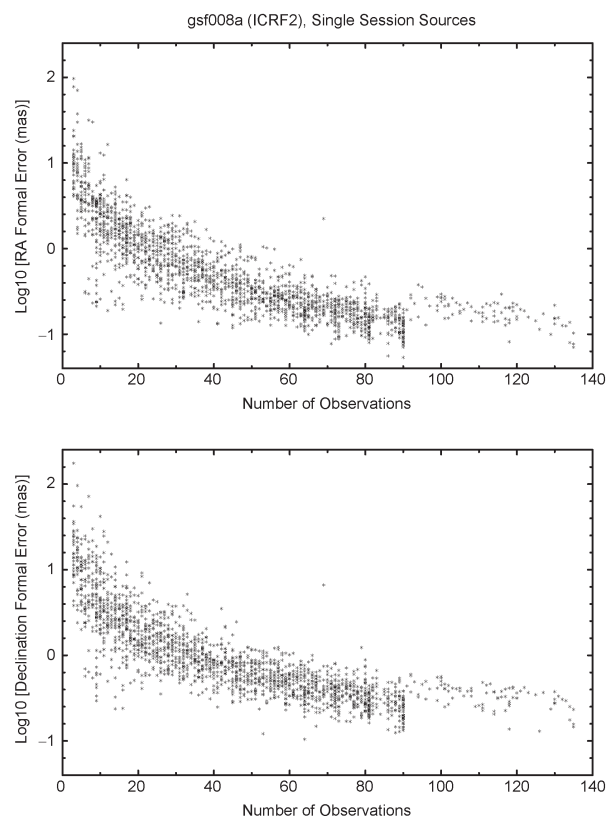 gsf008a (ICRF2), Single Session Sources
Log10 [RA Formal Error (mas)]
2
1
0
−1
0 20 40 60 80 100 120 140
Number of Observations
Log10 [Declination Formal Error (mas)]
2
1
0
−1
0 20 40 60 80 100 120 140
Number of Observations